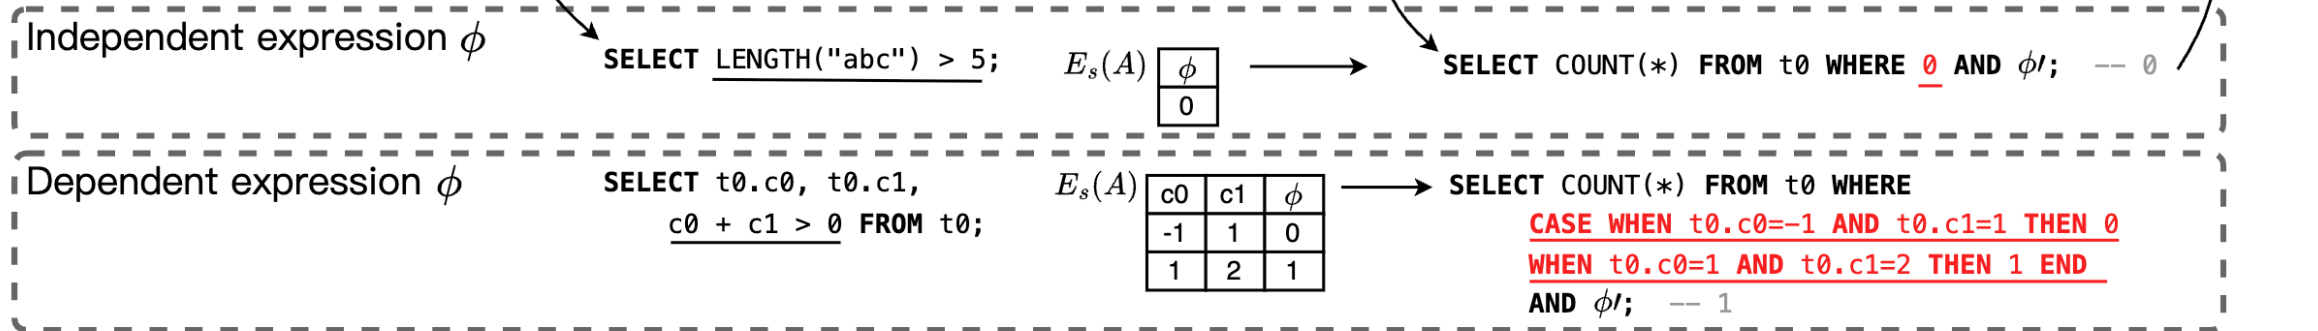 Independent expression ϕ
SELECT LENGTH("abc") > 5;
Es(A)
ϕ
0
SELECT COUNT(*) FROM t0 WHERE 0 AND ϕ′; -- 0
Dependent expression ϕ
SELECT t0.c0, t0.c1,
c0 + c1 > 0 FROM t0;
Es(A)
c0 c1 ϕ
-1 1 0
1 2 1
SELECT COUNT(*) FROM t0 WHERE
CASE WHEN t0.c0=-1 AND t0.c1=1 THEN 0
WHEN t0.c0=1 AND t0.c1=2 THEN 1 END
AND ϕ′; -- 1